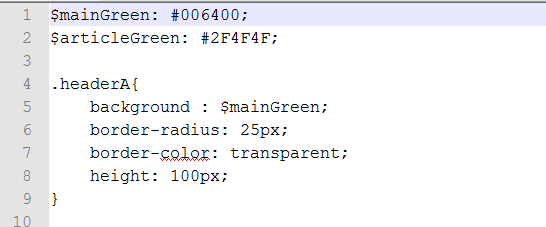 1 $mainGreen: #006400;
2 $articleGreen: #2F4F4F;
3
4 .headerA{
5     background : $mainGreen;
6     border-radius: 25px;
7     border-color: transparent;
8     height: 100px;
9 }
10